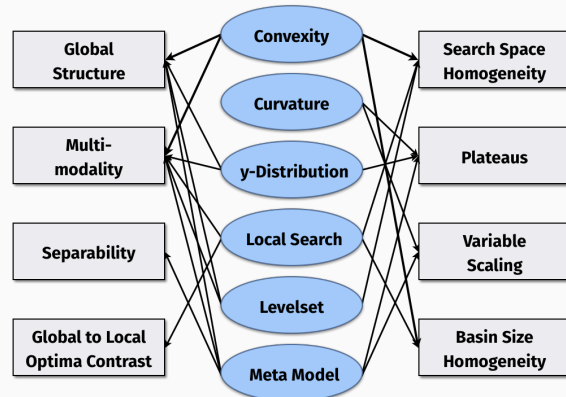 Global
Structure
Multi-
modality
Separability
Global to Local
Optima Contrast
Convexity
Curvature
y-Distribution
Local Search
Levelset
Meta Model
Search Space
Homogeneity
Plateaus
Variable
Scaling
Basin Size
Homogeneity